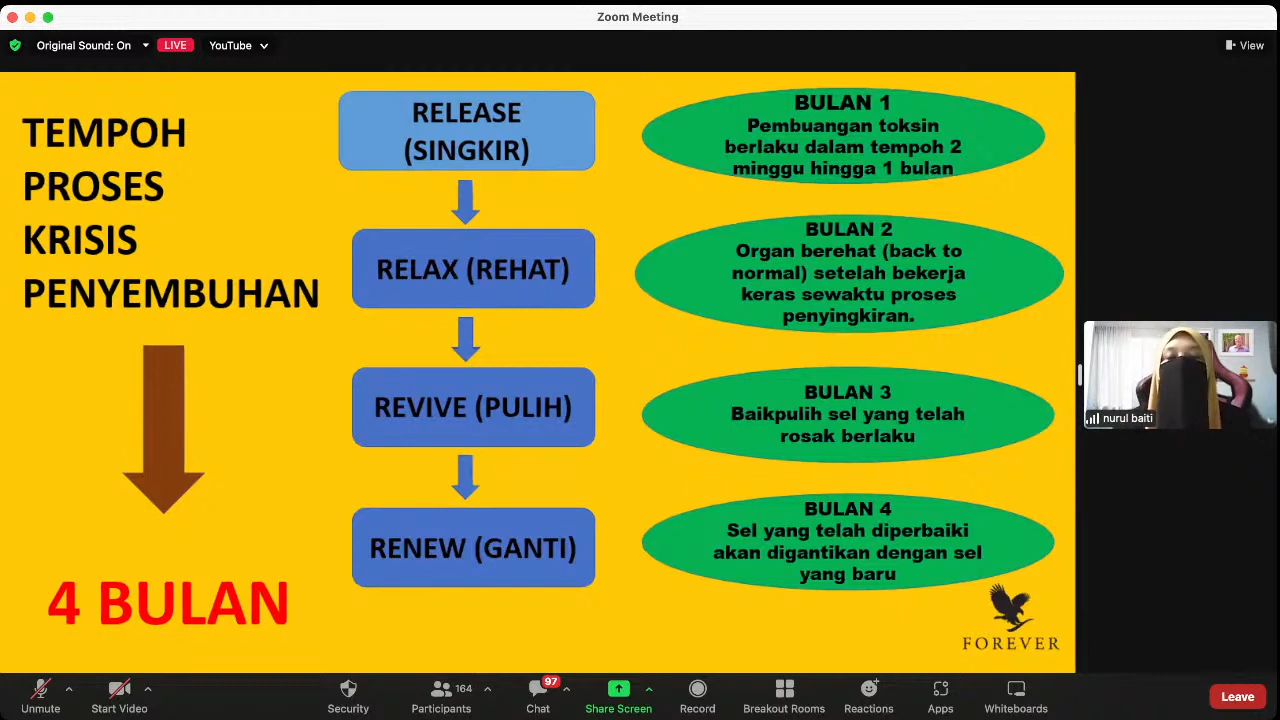 Zoom Meeting
Original Sound: On
LIVE
YouTube
View
TEMPOH
PROSES
KRISIS
PENYEMBUHAN
4 BULAN
RELEASE
(SINGKIR)
BULAN 1
Pembuangan toksin
berlaku dalam tempoh 2
minggu hingga 1 bulan
RELAX (REHAT)
BULAN 2
Organ berehat (back to
normal) setelah bekerja
keras sewaktu proses
penyingkiran.
REVIVE (PULIH)
BULAN 3
Baikpulih sel yang telah
rosak berlaku
RENEW (GANTI)
BULAN 4
Sel yang telah diperbaiki
akan digantikan dengan sel
yang baru
FOREVER
nurul baiti
Unmute
Start Video
Security
164
Participants
97
Chat
Share Screen
Record
Breakout Rooms
Reactions
Apps
Whiteboards
Leave